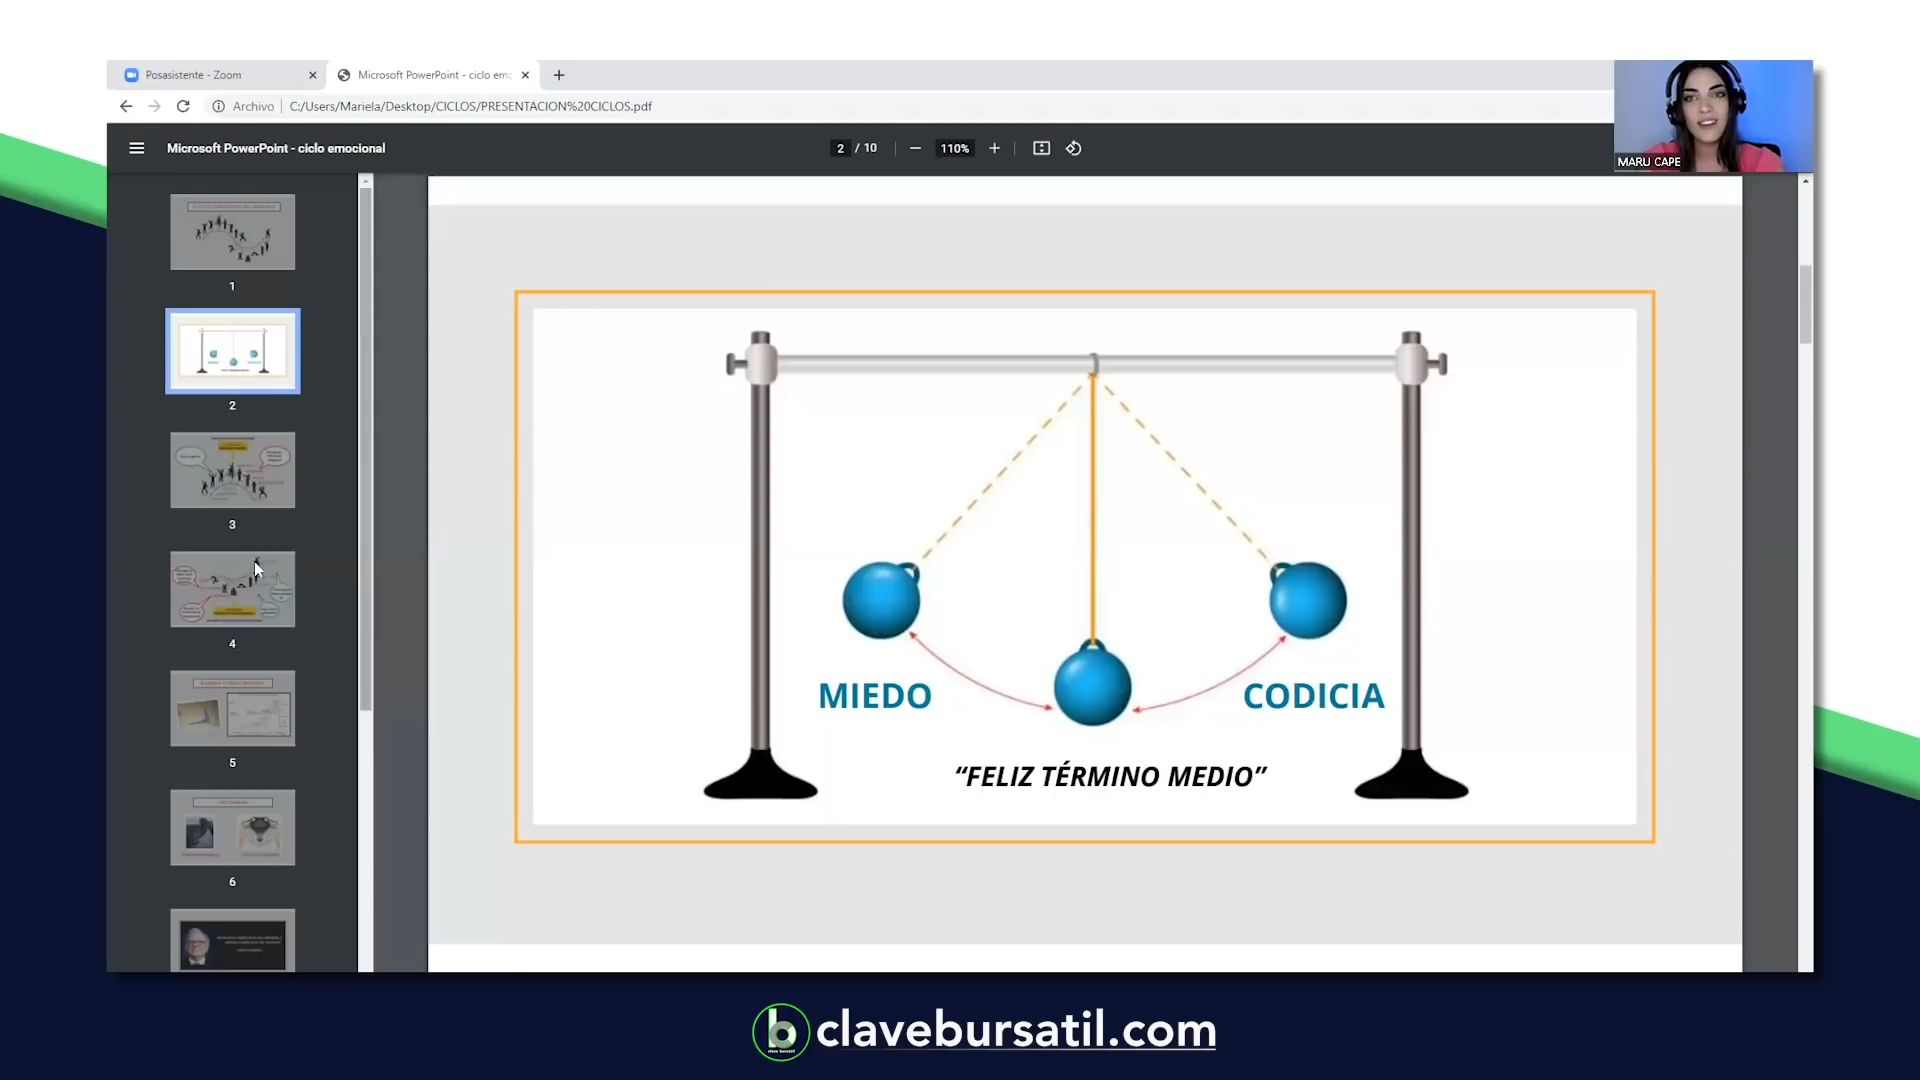 Posasistente - Zoom
Microsoft PowerPoint - ciclo emo
Archivo
C:/Users/Mariela/Desktop/CICLOS/PRESENTACION%20CICLOS.pdf
Microsoft PowerPoint - ciclo emocional
2 / 10
110%
MARU CAPE
1
2
3
4
5
6
MIEDO
CODICIA
“FELIZ TÉRMINO MEDIO”
b
clavebursatil.com